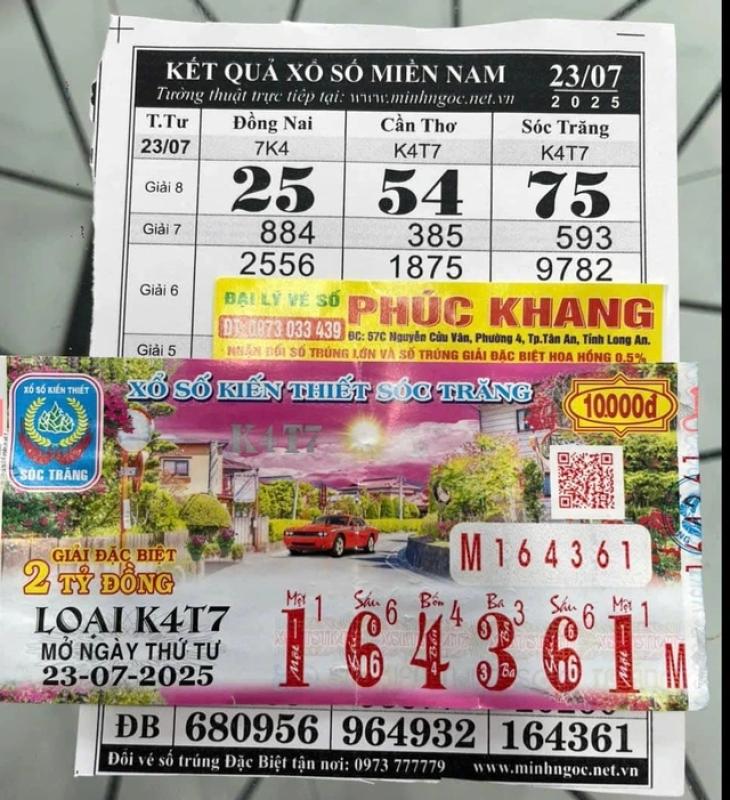 KẾT QUẢ XỔ SỐ MIỀN NAM 23/07
Tường thuật trực tiếp tại: www.minhngoc.net.vn 2025
T.Tư Đồng Nai Cần Thơ Sóc Trăng
23/07 7K4 K4T7 K4T7
Giải 8 25 54 75
Giải 7 884 385 593
2556 1875 9782
Giải 6
ĐẠI LÝ VÉ SỐ PHÚC KHANG
ĐT: 0973 033 439 ĐC: 57C Nguyễn Cửu Vân, Phường 4, Tp.Tân An, Tỉnh Long An.
NHẬN ĐỔI SỐ TRÚNG LỚN VÀ SỐ TRÚNG GIẢI ĐẶC BIỆT HOA HỒNG 0,5%
Giải 5
XỔ SỐ KIẾN THIẾT SÓC TRĂNG
XỔ SỐ KIẾN THIẾT
SÓC TRĂNG
10.000đ
K4T7
M 164361
GIẢI ĐẶC BIỆT
2 TỶ ĐỒNG
LOẠI K4T7
MỞ NGÀY THỨ TƯ
23-07-2025
Một 1 Sáu 6 Bốn 4 Ba 3 Sáu 6 Một 1
164361 M
ĐB 680956 964932 164361
Đổi vé số trúng Đặc Biệt tận nơi: 0973 777779 www.minhngoc.net.vn